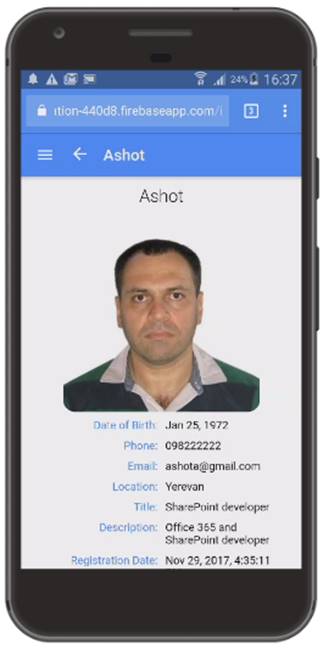 24% 16:37
ition-440d8.firebaseapp.com/i
3
Ashot
Ashot
Date of Birth: Jan 25, 1972
Phone: 098222222
Email: ashota@gmail.com
Location: Yerevan
Title: SharePoint developer
Description: Office 365 and
SharePoint developer
Registration Date: Nov 29, 2017, 4:35:11